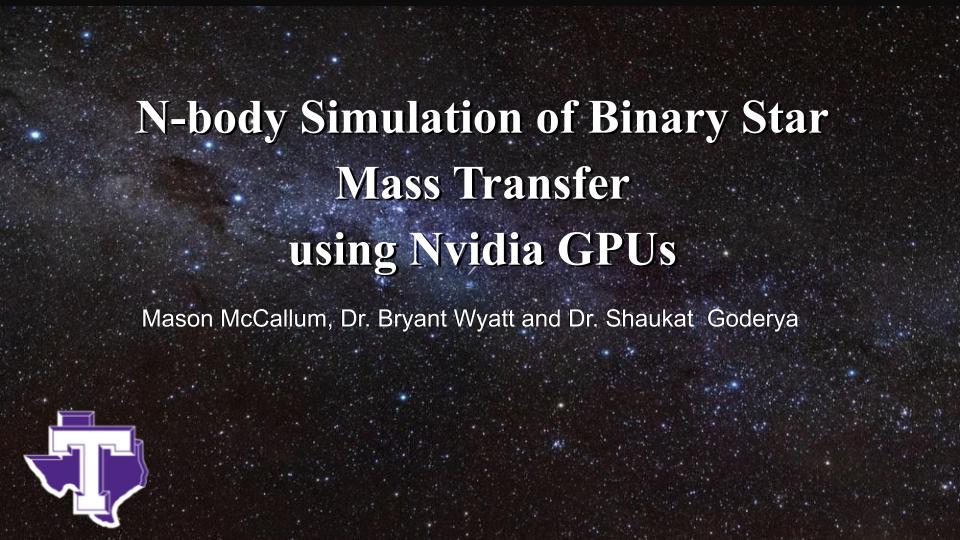 N-body Simulation of Binary Star
Mass Transfer
using Nvidia GPUs
Mason McCallum, Dr. Bryant Wyatt and Dr. Shaukat  Goderya
T